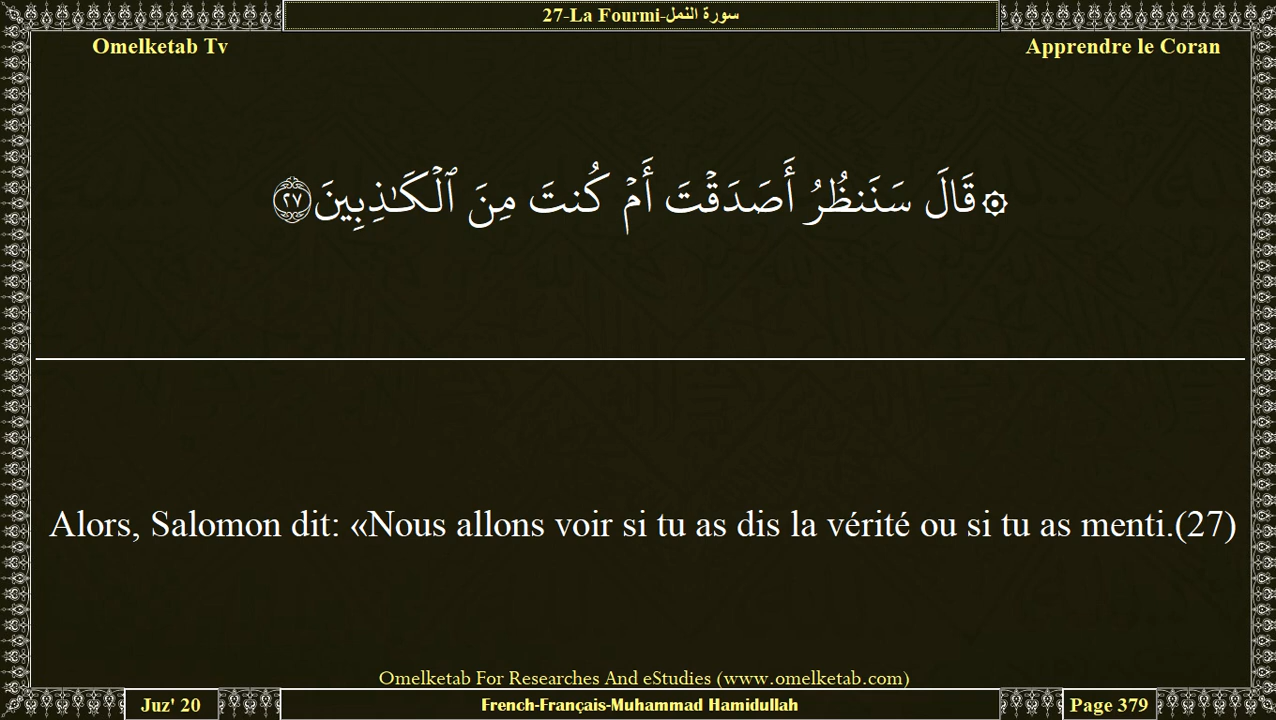 27-La Fourmi-سورة النمل
Omelketab Tv
Apprendre le Coran
۞قَالَ سَنَنظُرُ أَصَدَقۡتَ أَمۡ كُنتَ مِنَ ٱلۡكَـٰذِبِينَ ٢٧
Alors, Salomon dit: «Nous allons voir si tu as dis la vérité ou si tu as menti.(27)
Omelketab For Researches And eStudies (www.omelketab.com)
Juz' 20
French-Français-Muhammad Hamidullah
Page 379